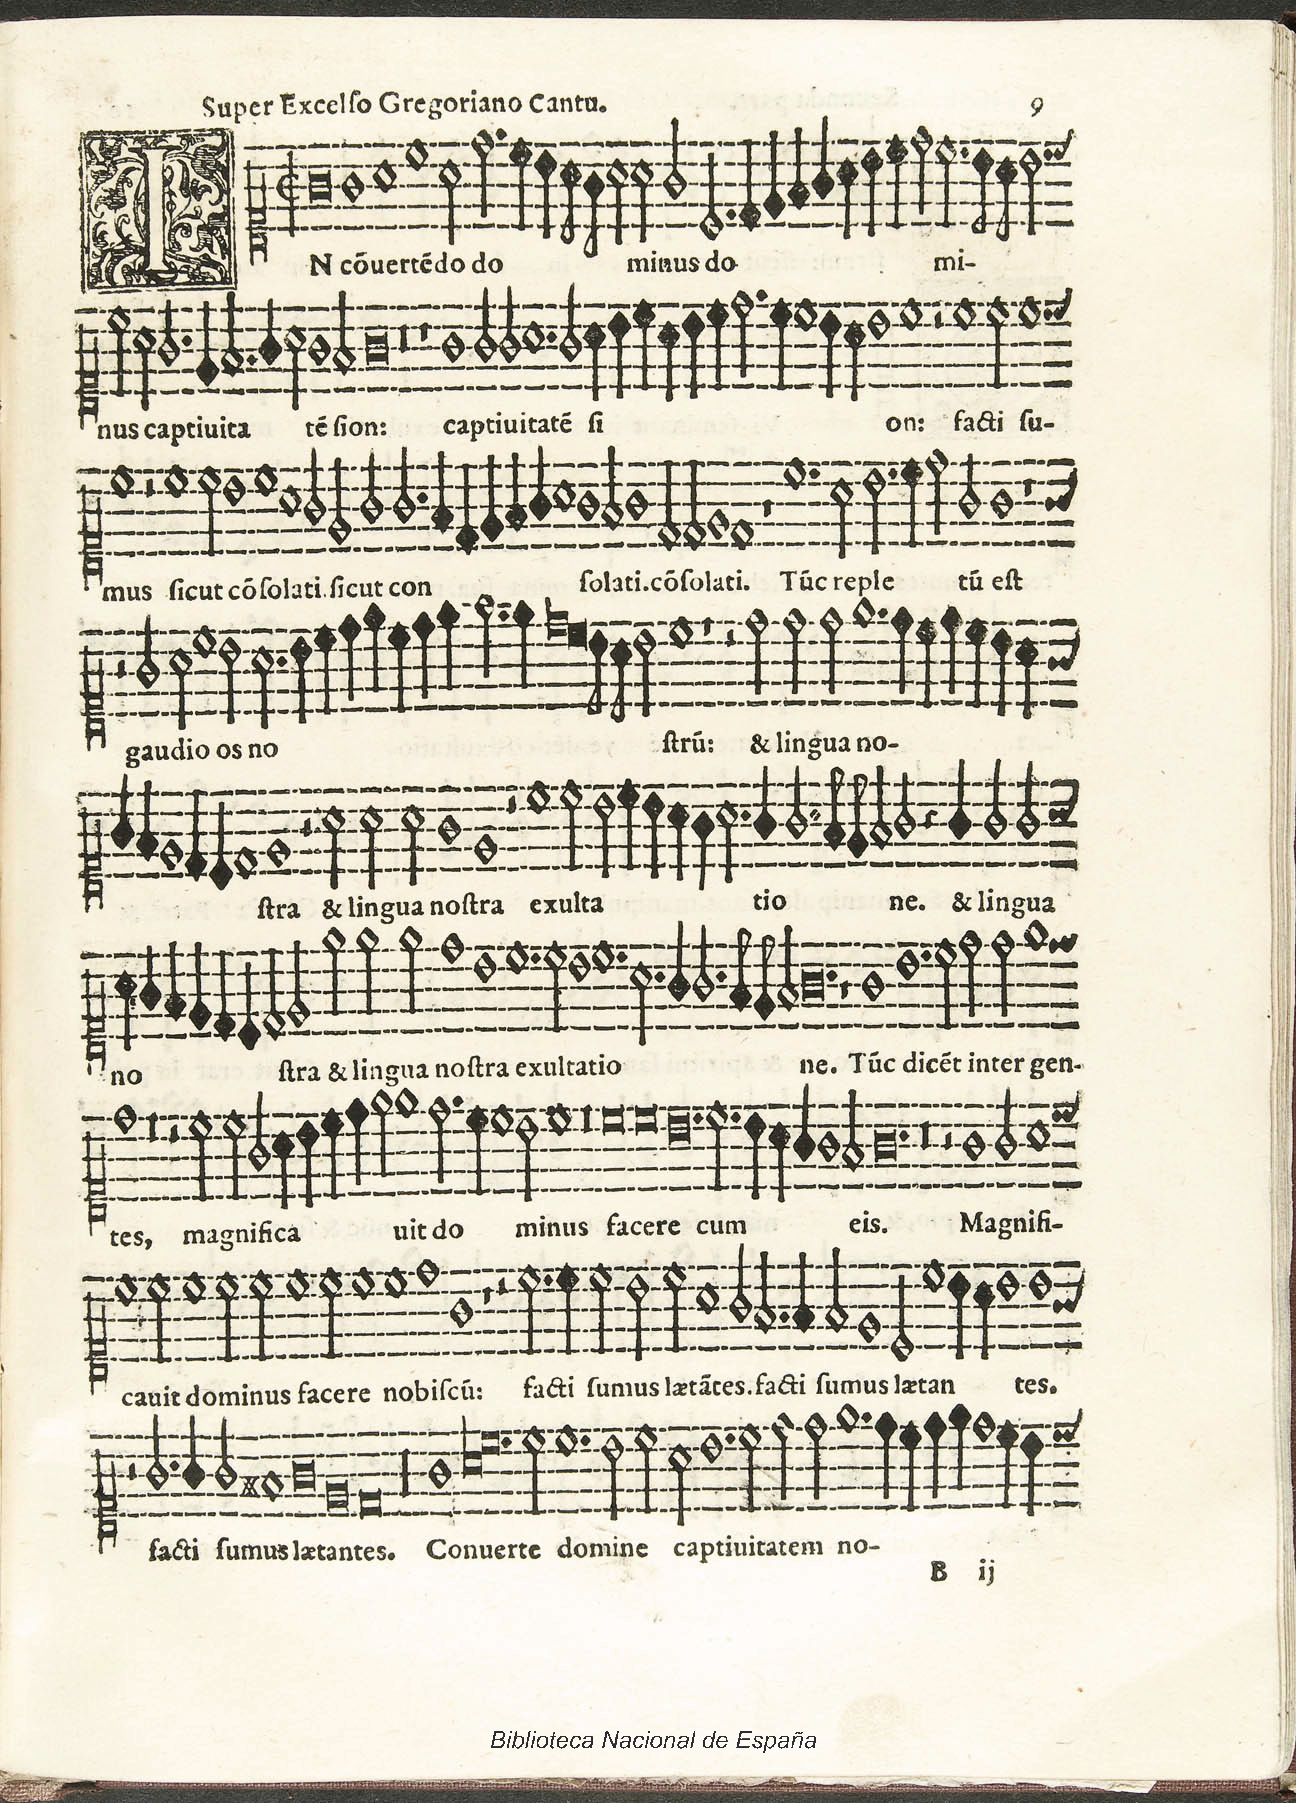 Super Excelſo Gregoriano Cantu. 9
IN cõuertẽdo do minus do- mi-
nus captiuita tẽ ſion: captiuitatẽ ſi on: facti ſu-
mus ſicut cõſolati. ſicut con ſolati. cõſolati. Tũc reple tũ eſt
gaudio os no ſtrũ: & lingua no-
ſtra & lingua noſtra exulta tio ne. & lingua
no ſtra & lingua noſtra exultatio ne. Tũc dicẽt inter gen-
tes, magnifica uit do minus facere cum eis. Magnifi-
cauit dominus facere nobiſcũ: facti ſumus lætãtes. facti ſumus lætan tes.
facti ſumus lætantes. Conuerte domine captiuitatem no-
B ij
Biblioteca Nacional de España